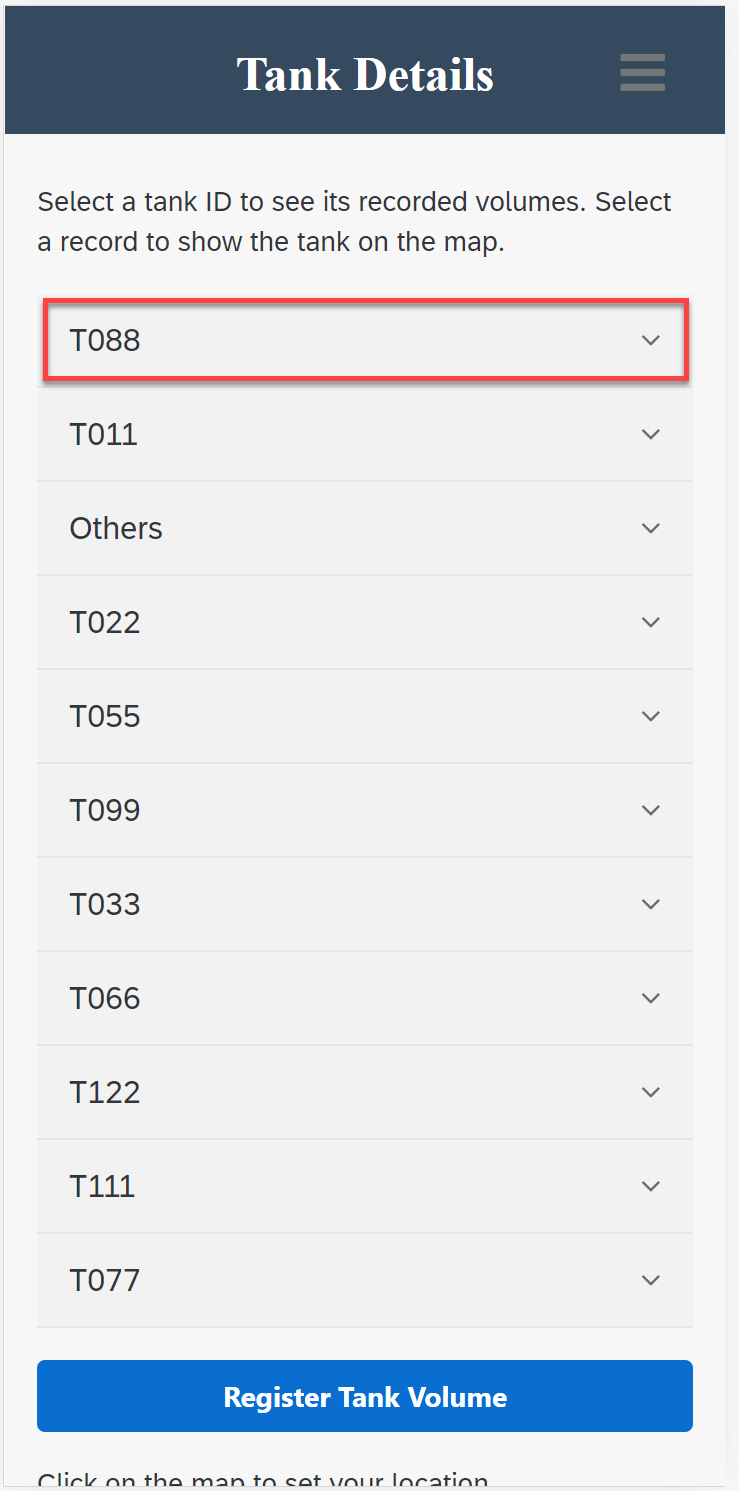 Tank Details
Select a tank ID to see its recorded volumes. Select
a record to show the tank on the map.
T088
T011
Others
T022
T055
T099
T033
T066
T122
T111
T077
Register Tank Volume
Click on the map to set your location